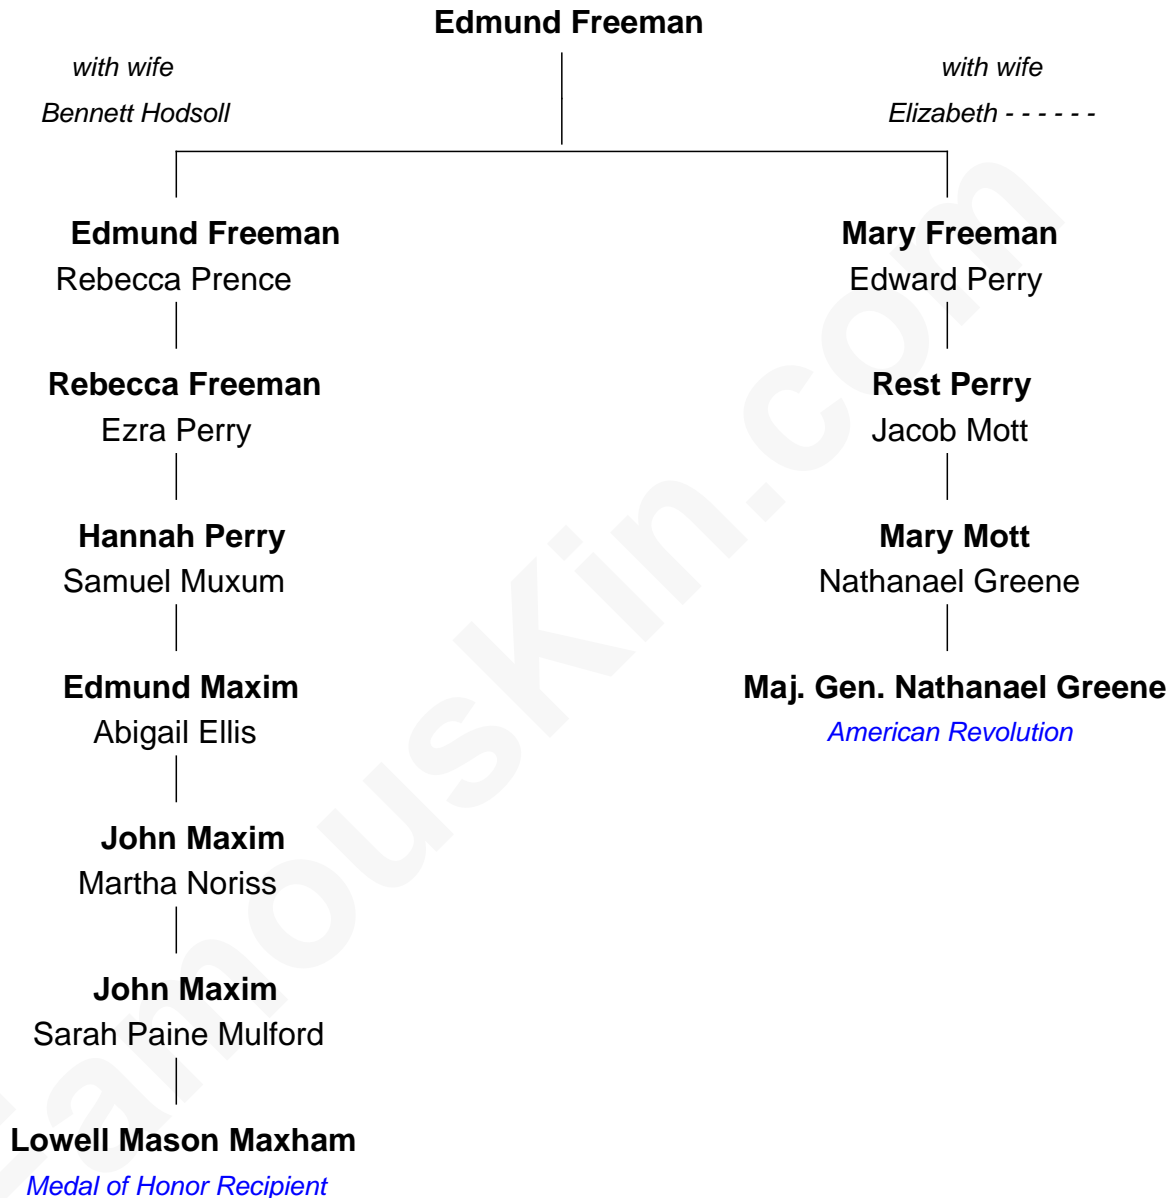 Edmund Freeman
with wife
Bennett Hodsoll
with wife
Elizabeth - - - - - -
Edmund Freeman
Rebecca Prence
Mary Freeman
Edward Perry
Rebecca Freeman
Ezra Perry
Rest Perry
Jacob Mott
Hannah Perry
Samuel Muxum
Mary Mott
Nathanael Greene
Edmund Maxim
Abigail Ellis
Maj. Gen. Nathanael Greene
American Revolution
John Maxim
Martha Noriss
John Maxim
Sarah Paine Mulford
Lowell Mason Maxham
Medal of Honor Recipient
FamousKin.com